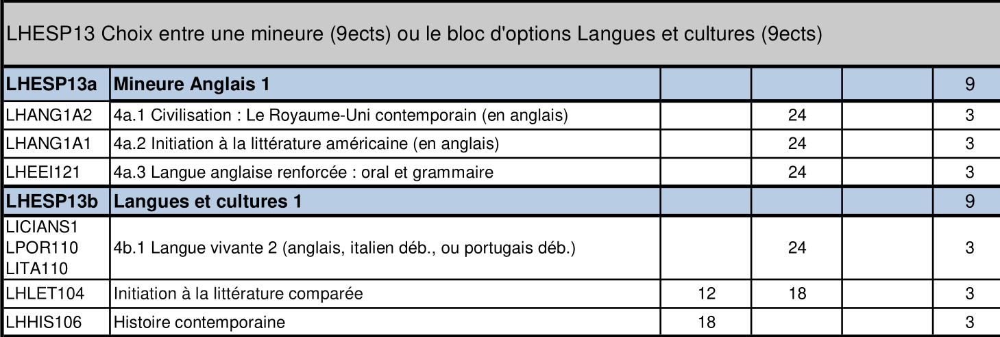 LHESP13 Choix entre une mineure (9ects) ou le bloc d'options Langues et cultures (9ects)
LHESP13a Mineure Anglais 1 9
LHANG1A2 4a.1 Civilisation : Le Royaume-Uni contemporain (en anglais) 24 3
LHANG1A1 4a.2 Initiation à la littérature américaine (en anglais) 24 3
LHEEI121 4a.3 Langue anglaise renforcée : oral et grammaire 24 3
LHESP13b Langues et cultures 1 9
LICIANS1
LPOR110 4b.1 Langue vivante 2 (anglais, italien déb., ou portugais déb.) 24 3
LITA110
LHLET104 Initiation à la littérature comparée 12 18 3
LHHIS106 Histoire contemporaine 18 3